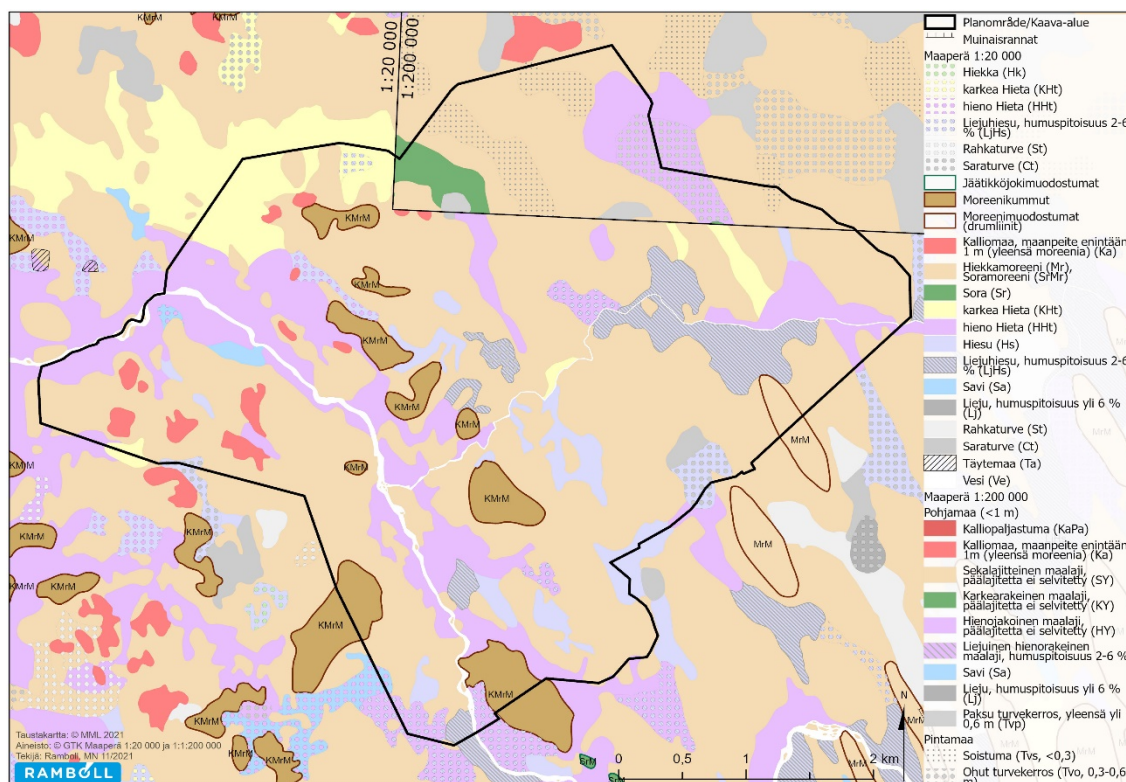 KMrM
1:20 000
1:200 000
KMrM
KMrM
KMrM
KMrM
KMrM
KMrM
KMrM
KMrM
KMrM
MrM
KMrM
KMrM
KMrM
MrM
KMrM
KMrM
KMrM
KMrM
KMrM
KMrM
SrM
MrM
MrM
MrM
N
0 0,5 1 2 km
Taustakartta: © MML 2021
Aineisto: © GTK Maaperä 1:20 000 ja 1:1:200 000
Tekijä: Ramboll, MN 11/2021
RAMBOLL
Planområde/Kaava-alue
Muinaisrannat
Maaperä 1:20 000
Hiekka (Hk)
karkea Hieta (KHt)
hieno Hieta (HHt)
Liejuhiesu, humuspitoisuus 2-6
% (LjHs)
Rahkaturve (St)
Saraturve (Ct)
Jäätikköjokimuodostumat
Moreenikummut
Moreenimuodostumat
(drumliinit)
Kalliomaa, maanpeite enintään
1 m (yleensä moreenia) (Ka)
Hiekkamoreeni (Mr),
Soramoreeni (SrMr)
Sora (Sr)
karkea Hieta (KHt)
hieno Hieta (HHt)
Hiesu (Hs)
Liejuhiesu, humuspitoisuus 2-6
% (LjHs)
Savi (Sa)
Lieju, humuspitoisuus yli 6 %
(Lj)
Rahkaturve (St)
Saraturve (Ct)
Täytemaa (Ta)
Vesi (Ve)
Maaperä 1:200 000
Pohjamaa (<1 m)
Kalliopaljastuma (KaPa)
Kalliomaa, maanpeite enintään
1m (yleensä moreenia) (Ka)
Sekalajitteinen maalaji,
päälajitetta ei selvitetty (SY)
Karkearakeinen maalaji,
päälajitetta ei selvitetty (KY)
Hienojakoinen maalaji,
päälajitetta ei selvitetty (HY)
Liejuinen hienorakeinen
maalaji, humuspitoisuus 2-6 %
Savi (Sa)
Lieju, humuspitoisuus yli 6 %
(Lj)
Paksu turvekerros, yleensä yli
0,6 m (Tvp)
Pintamaa
Soistuma (Tvs, <0,3)
Ohut turvekerros (Tvo, 0,3-0,6